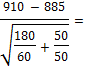 910 − 885
√(180/60 + 50/50) =